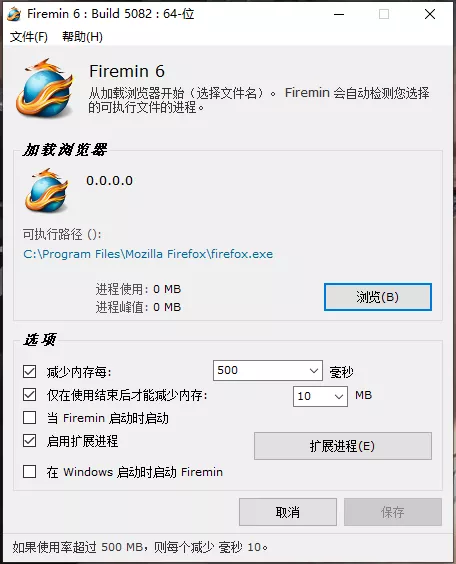 Firemin 6 : Build 5082 : 64-位
文件(F) 帮助(H)
Firemin 6
从加载浏览器开始（选择文件名）。 Firemin 会自动检测您选择
的可执行文件的进程。
加载浏览器
0.0.0.0
可执行路径 ():
C:\Program Files\Mozilla Firefox\firefox.exe
进程使用: 0 MB
进程峰值: 0 MB
浏览(B)
选项
减少内存每: 500 毫秒
仅在使用结束后才能减少内存: 10 MB
当 Firemin 启动时启动
启用扩展进程
扩展进程(E)
在 Windows 启动时启动 Firemin
取消 保存
如果使用率超过 500 MB，则每个减少 毫秒 10。